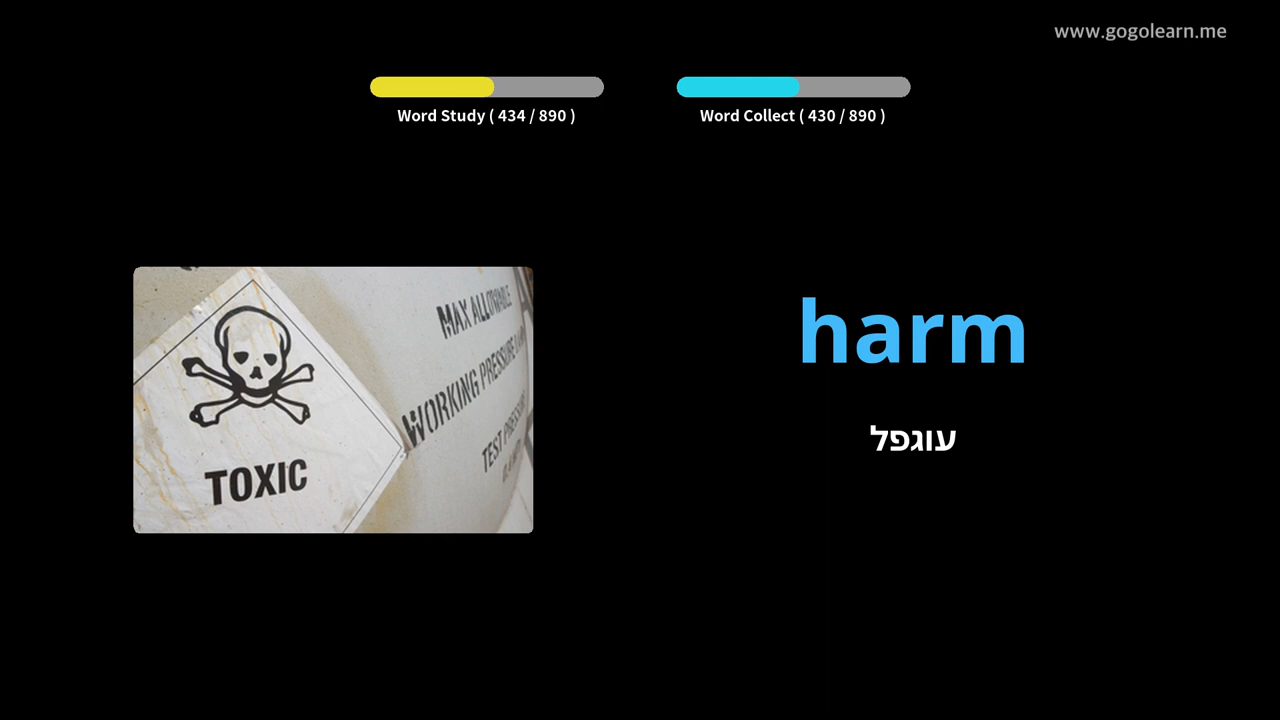 www.gogolearn.me
Word Study ( 434 / 890 )
Word Collect ( 430 / 890 )
MAX ALLOWABLE
WORKING PRESSURE
TEST PRESSURE
TOXIC
harm
עוגפל